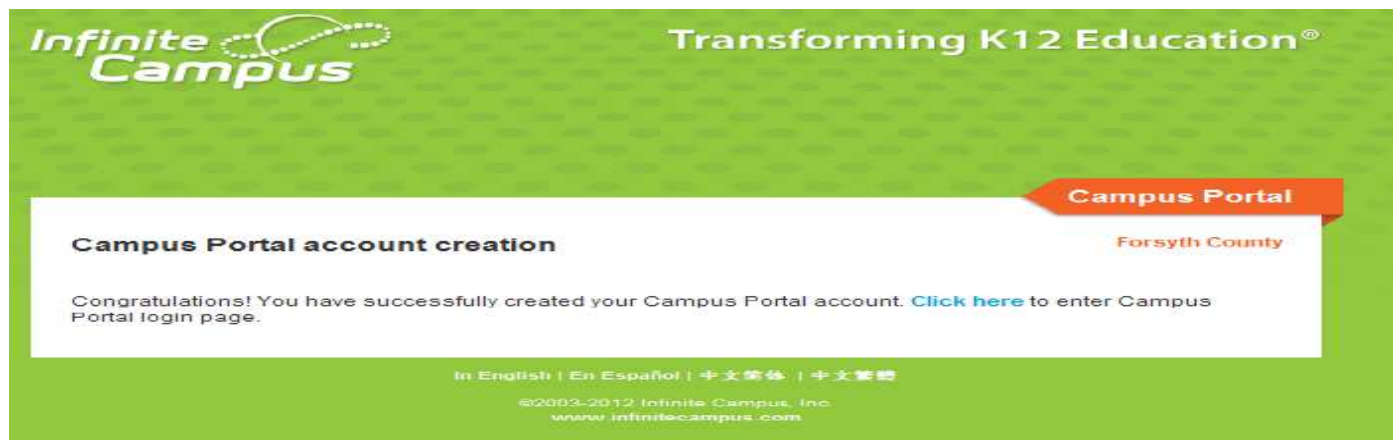 Infinite
Campus
Transforming K12 Education®
Campus Portal
Campus Portal account creation
Forsyth County
Congratulations! You have successfully created your Campus Portal account. Click here to enter Campus
Portal login page.
In English | En Español | 中文简体 | 中文繁體
©2003-2012 Infinite Campus, Inc.
www.infinitecampus.com